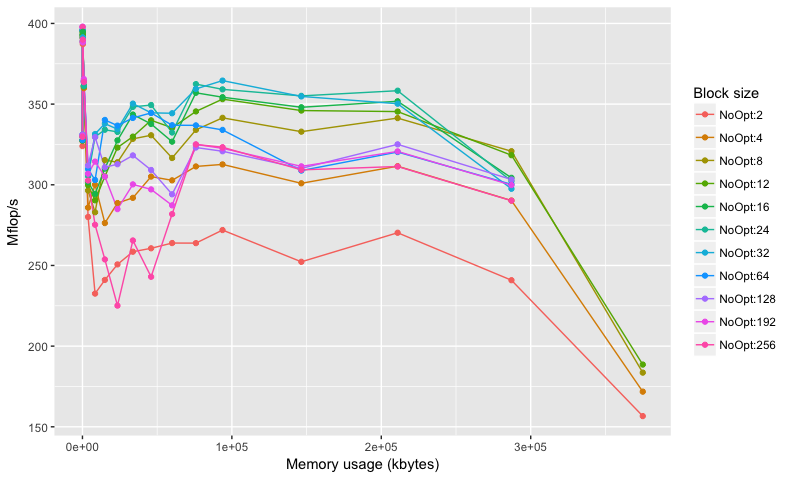 400
350
300
250
200
150
Mflop/s
0e+00
1e+05
2e+05
3e+05
Memory usage (kbytes)
Block size
NoOpt:2
NoOpt:4
NoOpt:8
NoOpt:12
NoOpt:16
NoOpt:24
NoOpt:32
NoOpt:64
NoOpt:128
NoOpt:192
NoOpt:256